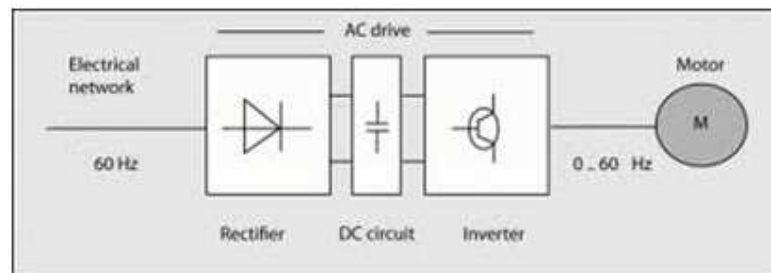 AC drive
Electrical
network
Motor
M
60 Hz
0 .. 60 Hz
Rectifier
DC circuit
Inverter